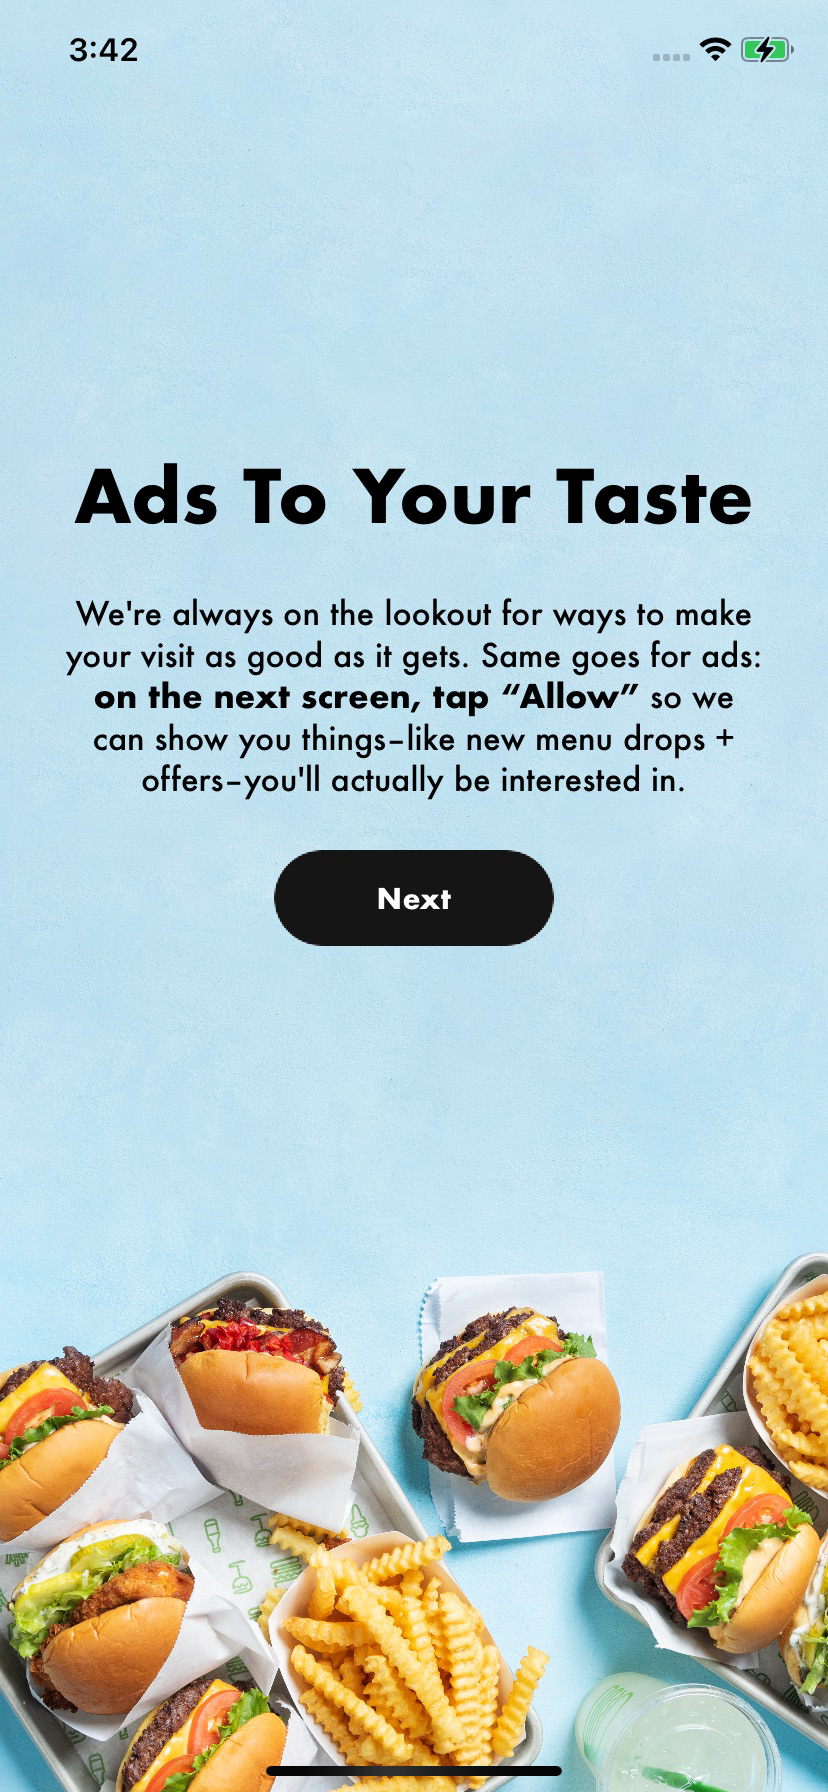 3:42
Ads To Your Taste
We're always on the lookout for ways to make
your visit as good as it gets. Same goes for ads:
on the next screen, tap “Allow” so we
can show you things–like new menu drops +
offers–you'll actually be interested in.
Next